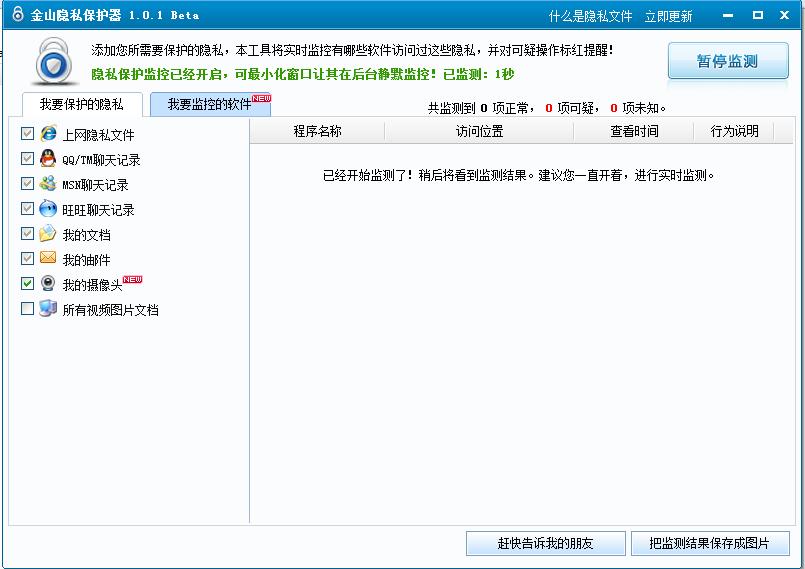 金山隐私保护器 1.0.1 Beta
什么是隐私文件 立即更新
添加您所需要保护的隐私，本工具将实时监控有哪些软件访问过这些隐私，并对可疑操作标红提醒！
隐私保护监控已经开启，可最小化窗口让其在后台静默监控！已监测：1秒
暂停监测
我要保护的隐私
我要监控的软件 NEW
共监测到 0 项正常， 0 项可疑， 0 项未知。
上网隐私文件
QQ/TM聊天记录
MSN聊天记录
旺旺聊天记录
我的文档
我的邮件
我的摄像头 NEW
所有视频图片文档
程序名称 访问位置 查看时间 行为说明
已经开始监测了！稍后将看到监测结果。建议您一直开着，进行实时监测。
赶快告诉我的朋友
把监测结果保存成图片